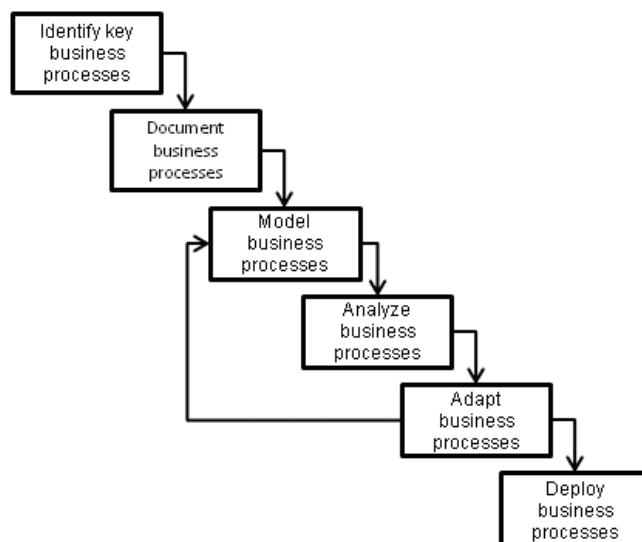 Identify key
business
processes
Document
business
processes
Model
business
processes
Analyze
business
processes
Adapt
business
processes
Deploy
business
processes